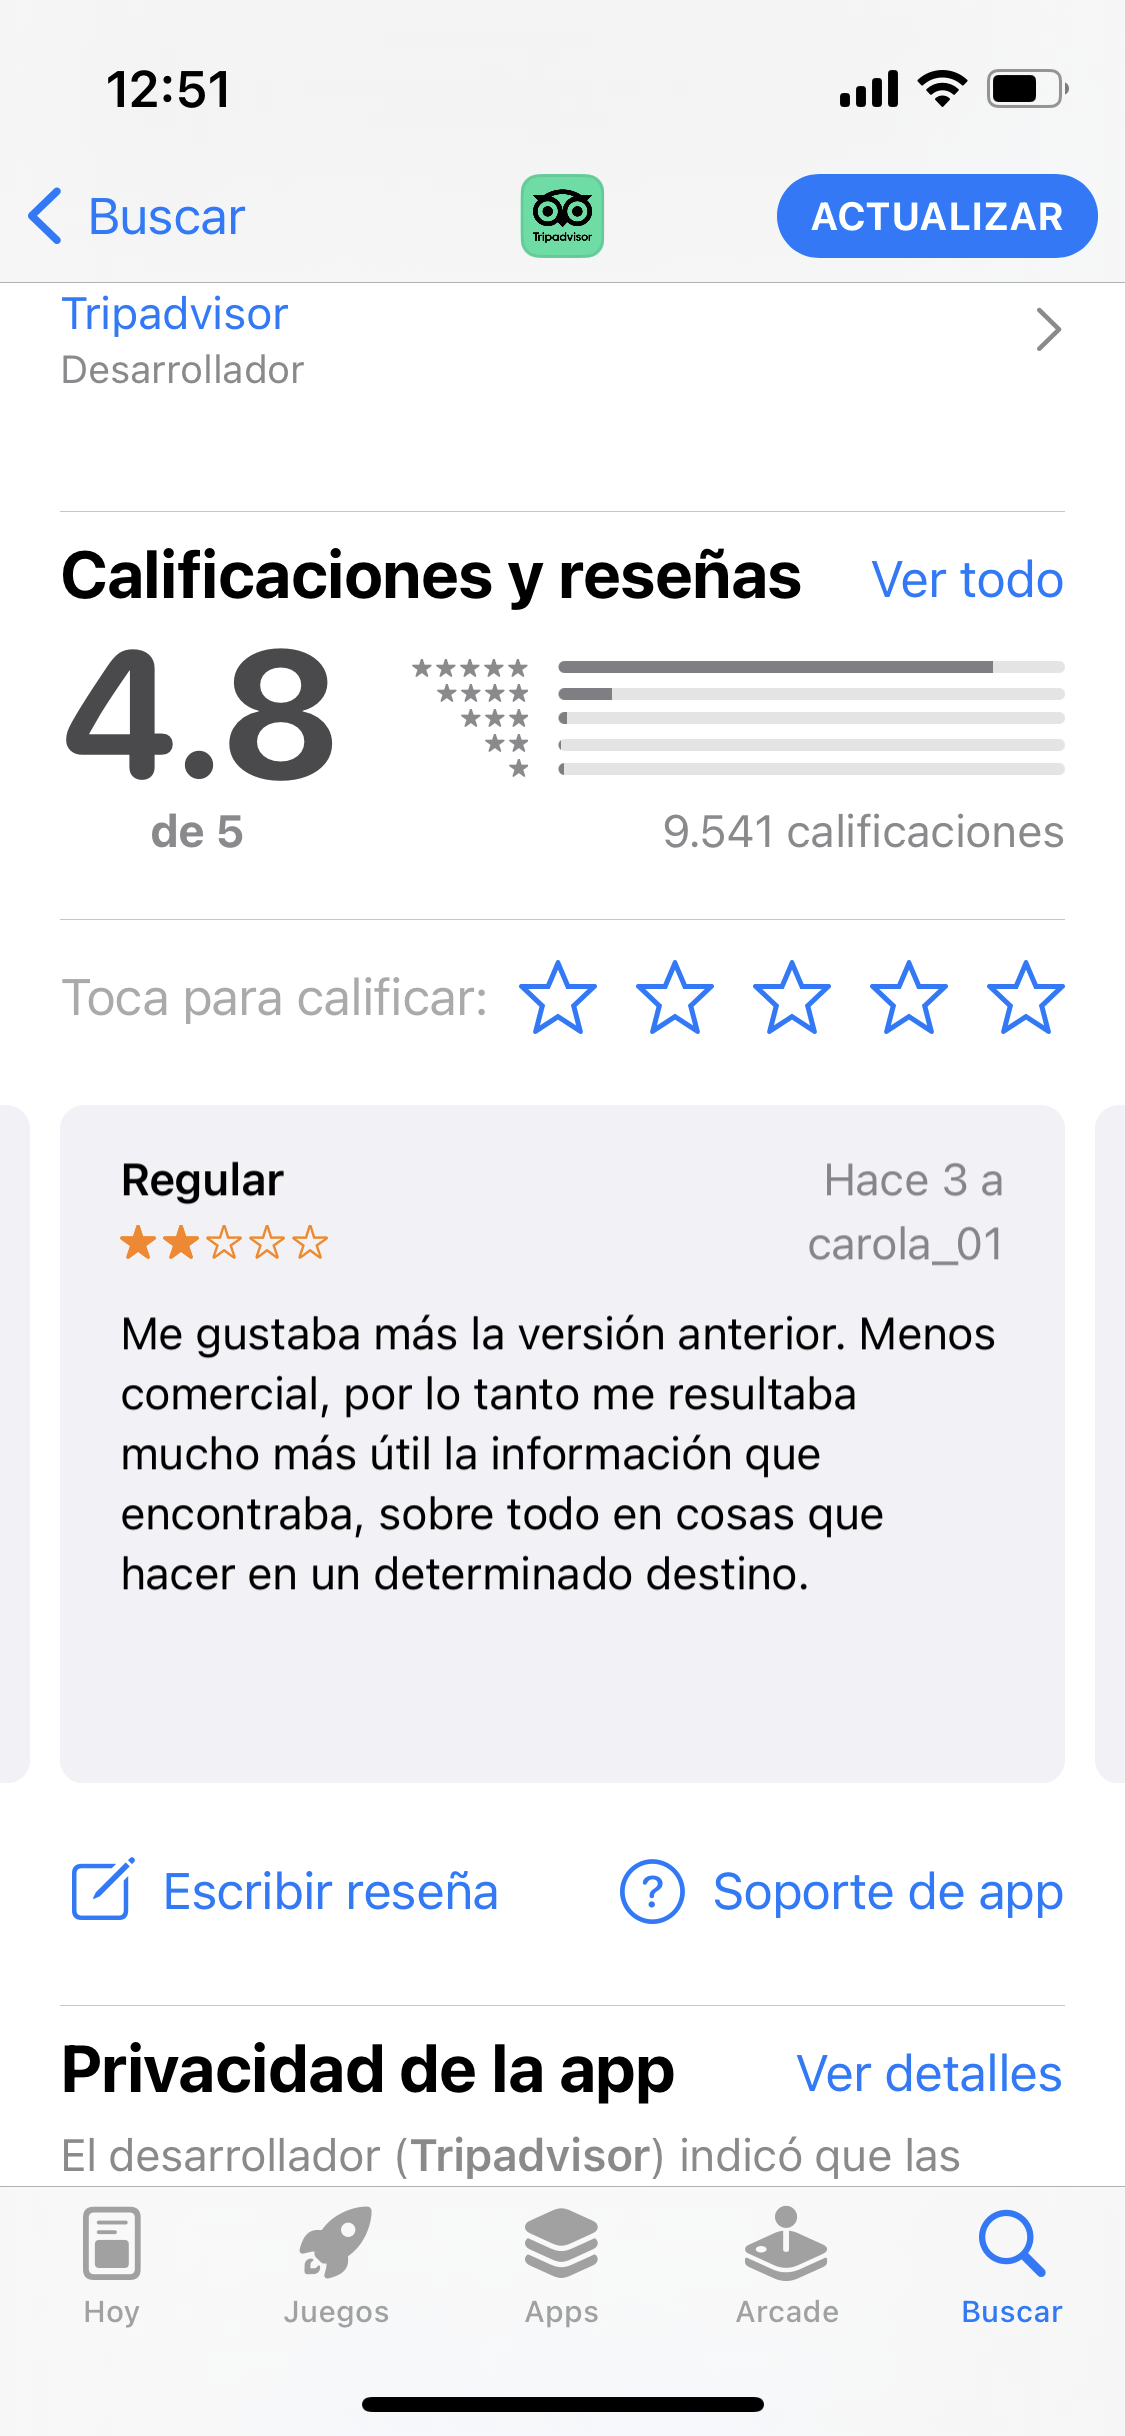 12:51
Buscar
Tripadvisor
ACTUALIZAR
Tripadvisor
Desarrollador
Calificaciones y reseñas
Ver todo
4.8
de 5
9.541 calificaciones
Toca para calificar:
Regular
Hace 3 a
carola_01
Me gustaba más la versión anterior. Menos
comercial, por lo tanto me resultaba
mucho más útil la información que
encontraba, sobre todo en cosas que
hacer en un determinado destino.
Escribir reseña
? Soporte de app
Privacidad de la app
Ver detalles
El desarrollador (Tripadvisor) indicó que las
Hoy
Juegos
Apps
Arcade
Buscar